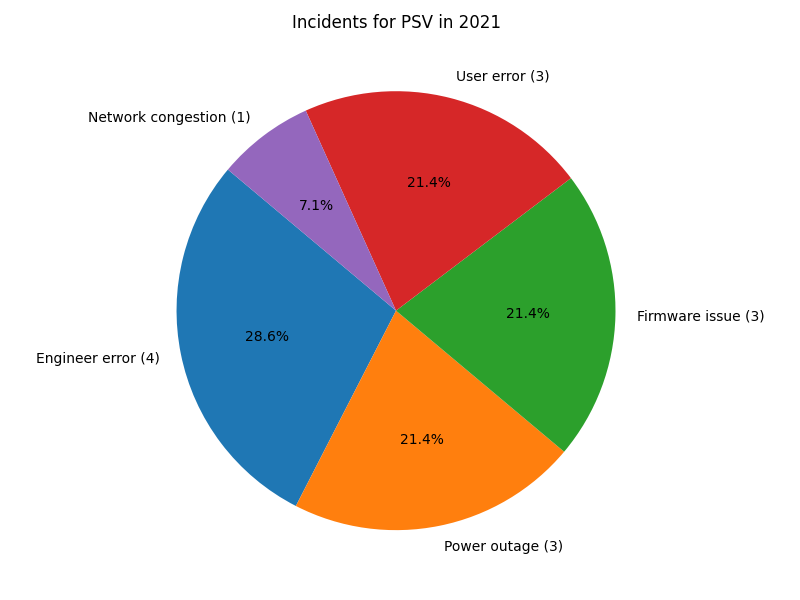 Incidents for PSV in 2021
User error (3)
Network congestion (1)
21.4%
7.1%
21.4%
Firmware issue (3)
28.6%
Engineer error (4)
21.4%
Power outage (3)